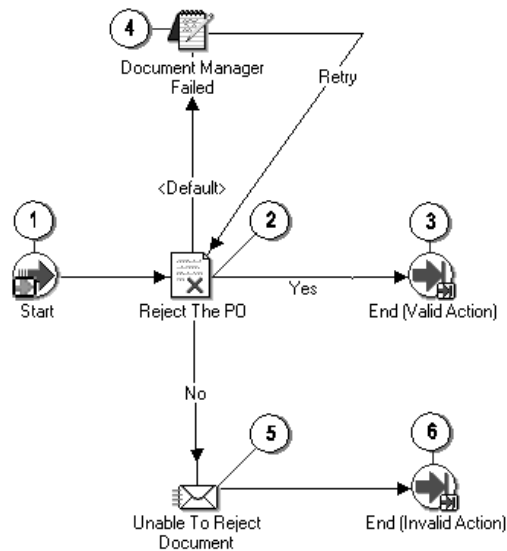 4
Document Manager
Failed
Retry
<Default>
1
2
3
Start
Reject The PO
Yes
End (Valid Action)
No
5
6
Unable To Reject
Document
End (Invalid Action)